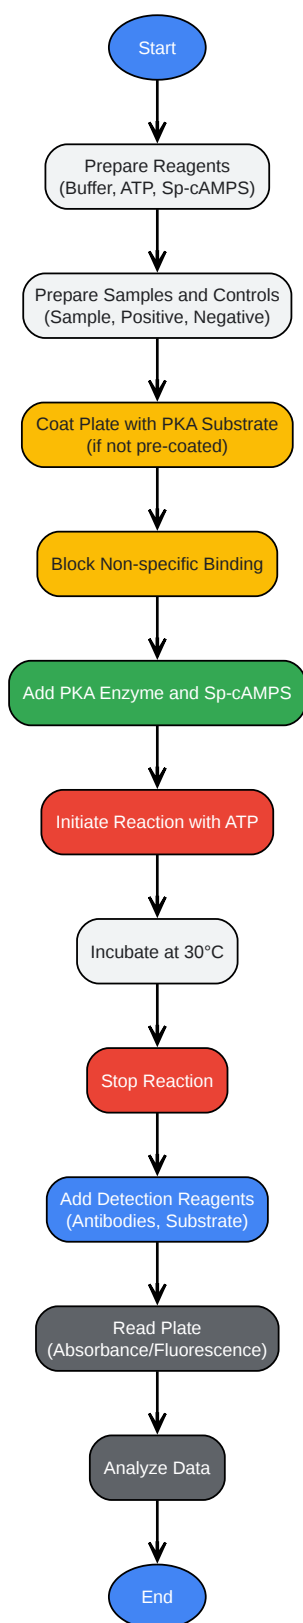 Start
Prepare Reagents
(Buffer, ATP, Sp-cAMPS)
Prepare Samples and Controls
(Sample, Positive, Negative)
Coat Plate with PKA Substrate
(if not pre-coated)
Block Non-specific Binding
Add PKA Enzyme and Sp-cAMPS
Initiate Reaction with ATP
Incubate at 30°C
Stop Reaction
Add Detection Reagents
(Antibodies, Substrate)
Read Plate
(Absorbance/Fluorescence)
Analyze Data
End